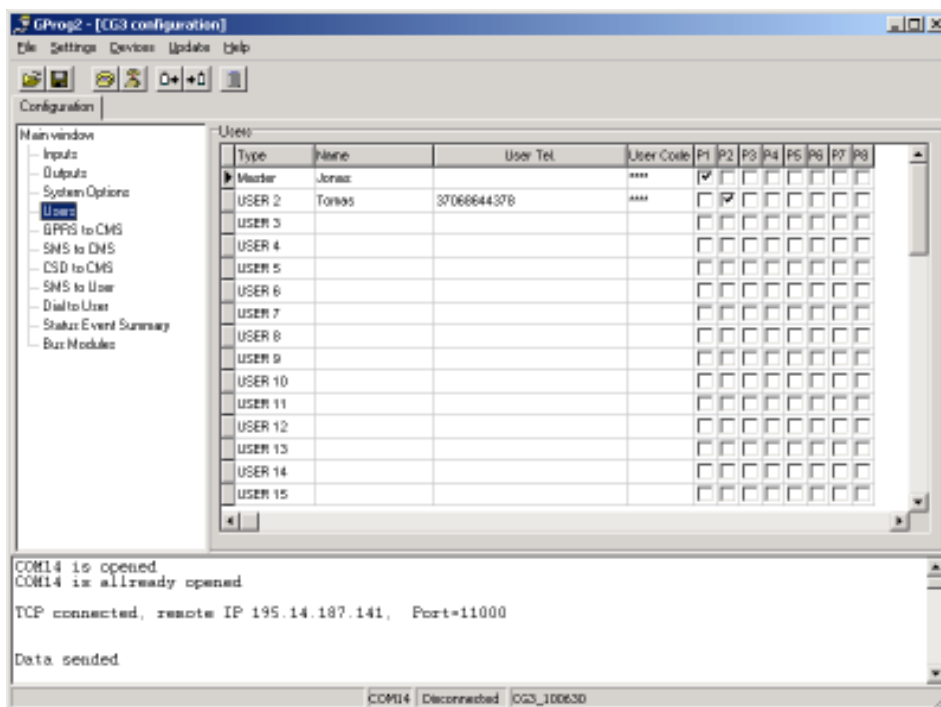 GProg2 - [CG3 configuration]
File Settings Devices Update Help
Configuration
Main window
Inputs
Outputs
System Options
Users
GPRS to CMS
SMS to CMS
CSD to CMS
SMS to User
Dial to User
Status Event Summary
Bus Modules
Users
Type Name User Tel. User Code P1 P2 P3 P4 P5 P6 P7 P8
Master Jonas ****
USER 2 Tomas 37068644378 ****
USER 3
USER 4
USER 5
USER 6
USER 7
USER 8
USER 9
USER 10
USER 11
USER 12
USER 13
USER 14
USER 15
COM14 is opened
COM14 is allready opened
TCP connected, remote IP 195.14.187.141, Port=11000
Data sended
COM14 Disconnected CG3_100630